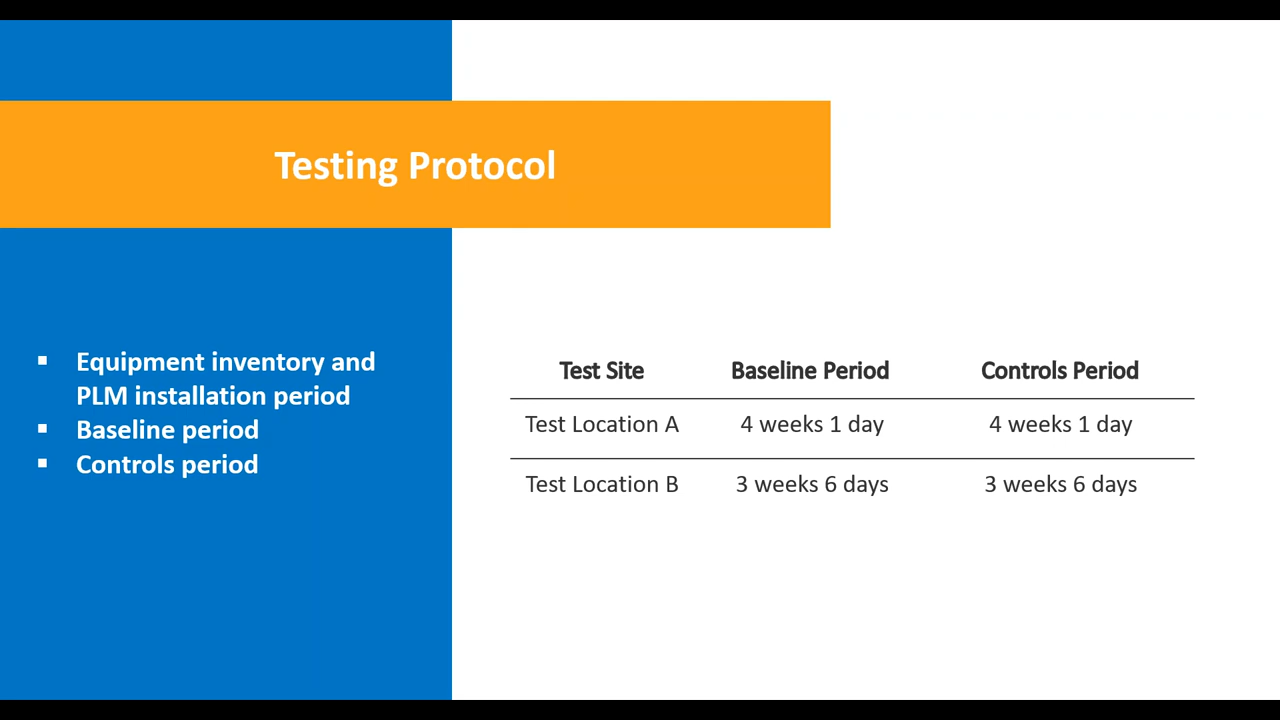 Testing Protocol
▪ Equipment inventory and
PLM installation period
▪ Baseline period
▪ Controls period
Test Site Baseline Period Controls Period
Test Location A 4 weeks 1 day 4 weeks 1 day
Test Location B 3 weeks 6 days 3 weeks 6 days